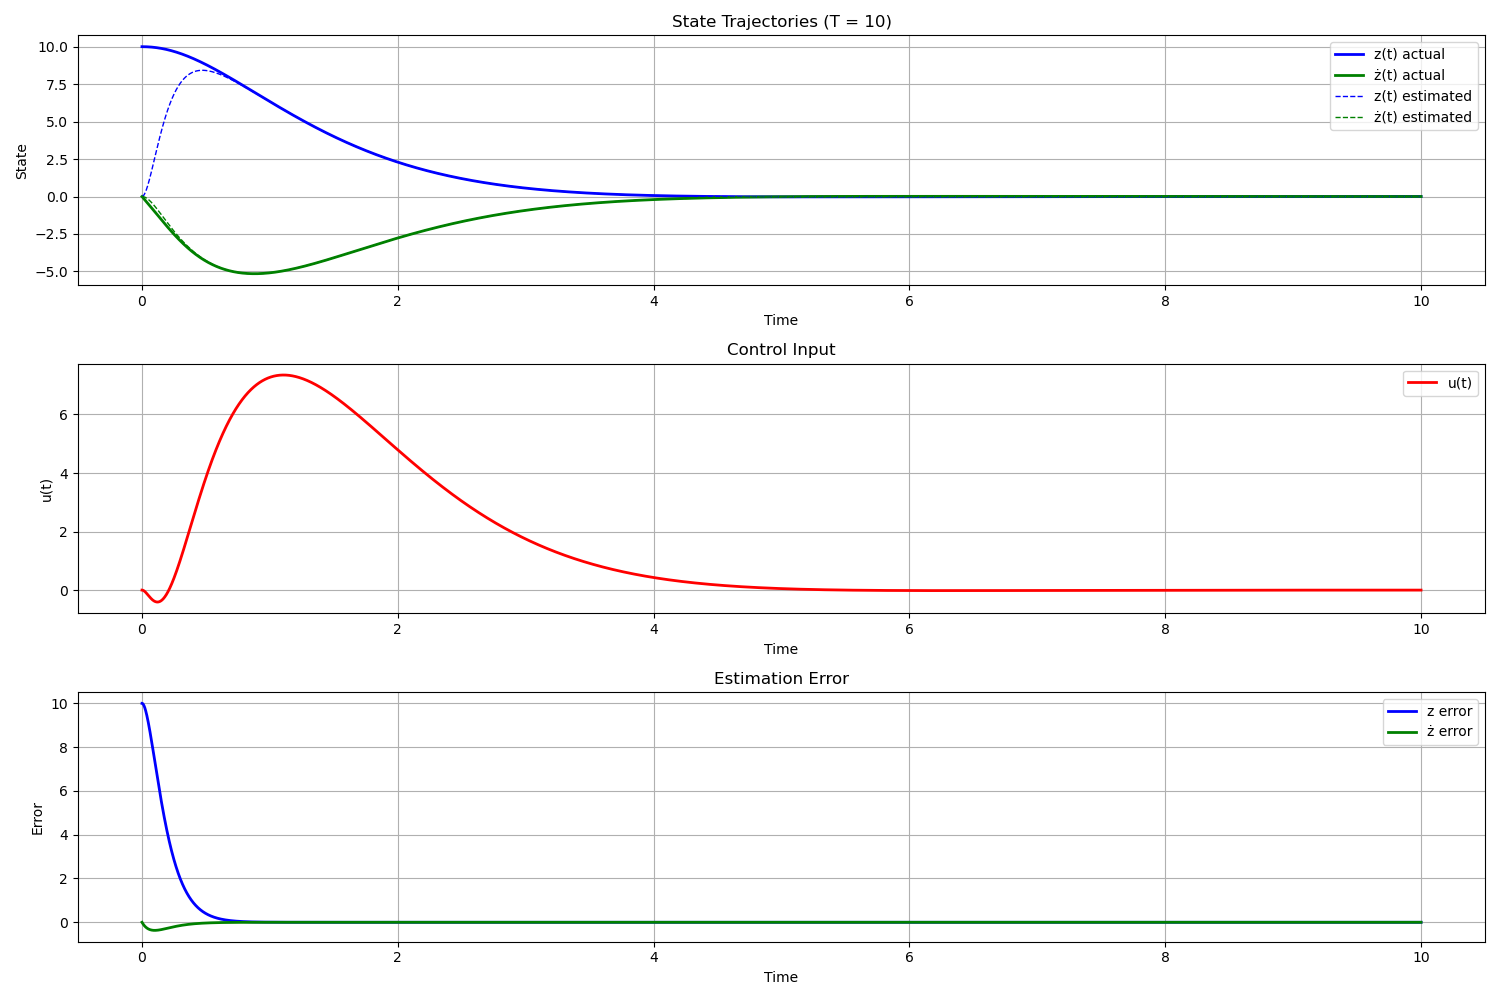 State Trajectories (T = 10)
10.0
7.5
5.0
2.5
0.0
−2.5
−5.0
State
z(t) actual
ż(t) actual
z(t) estimated
ż(t) estimated
0 2 4 6 8 10
Time
Control Input
6
4
2
0
u(t)
u(t)
0 2 4 6 8 10
Time
Estimation Error
10
8
6
4
2
0
Error
z error
ż error
0 2 4 6 8 10
Time